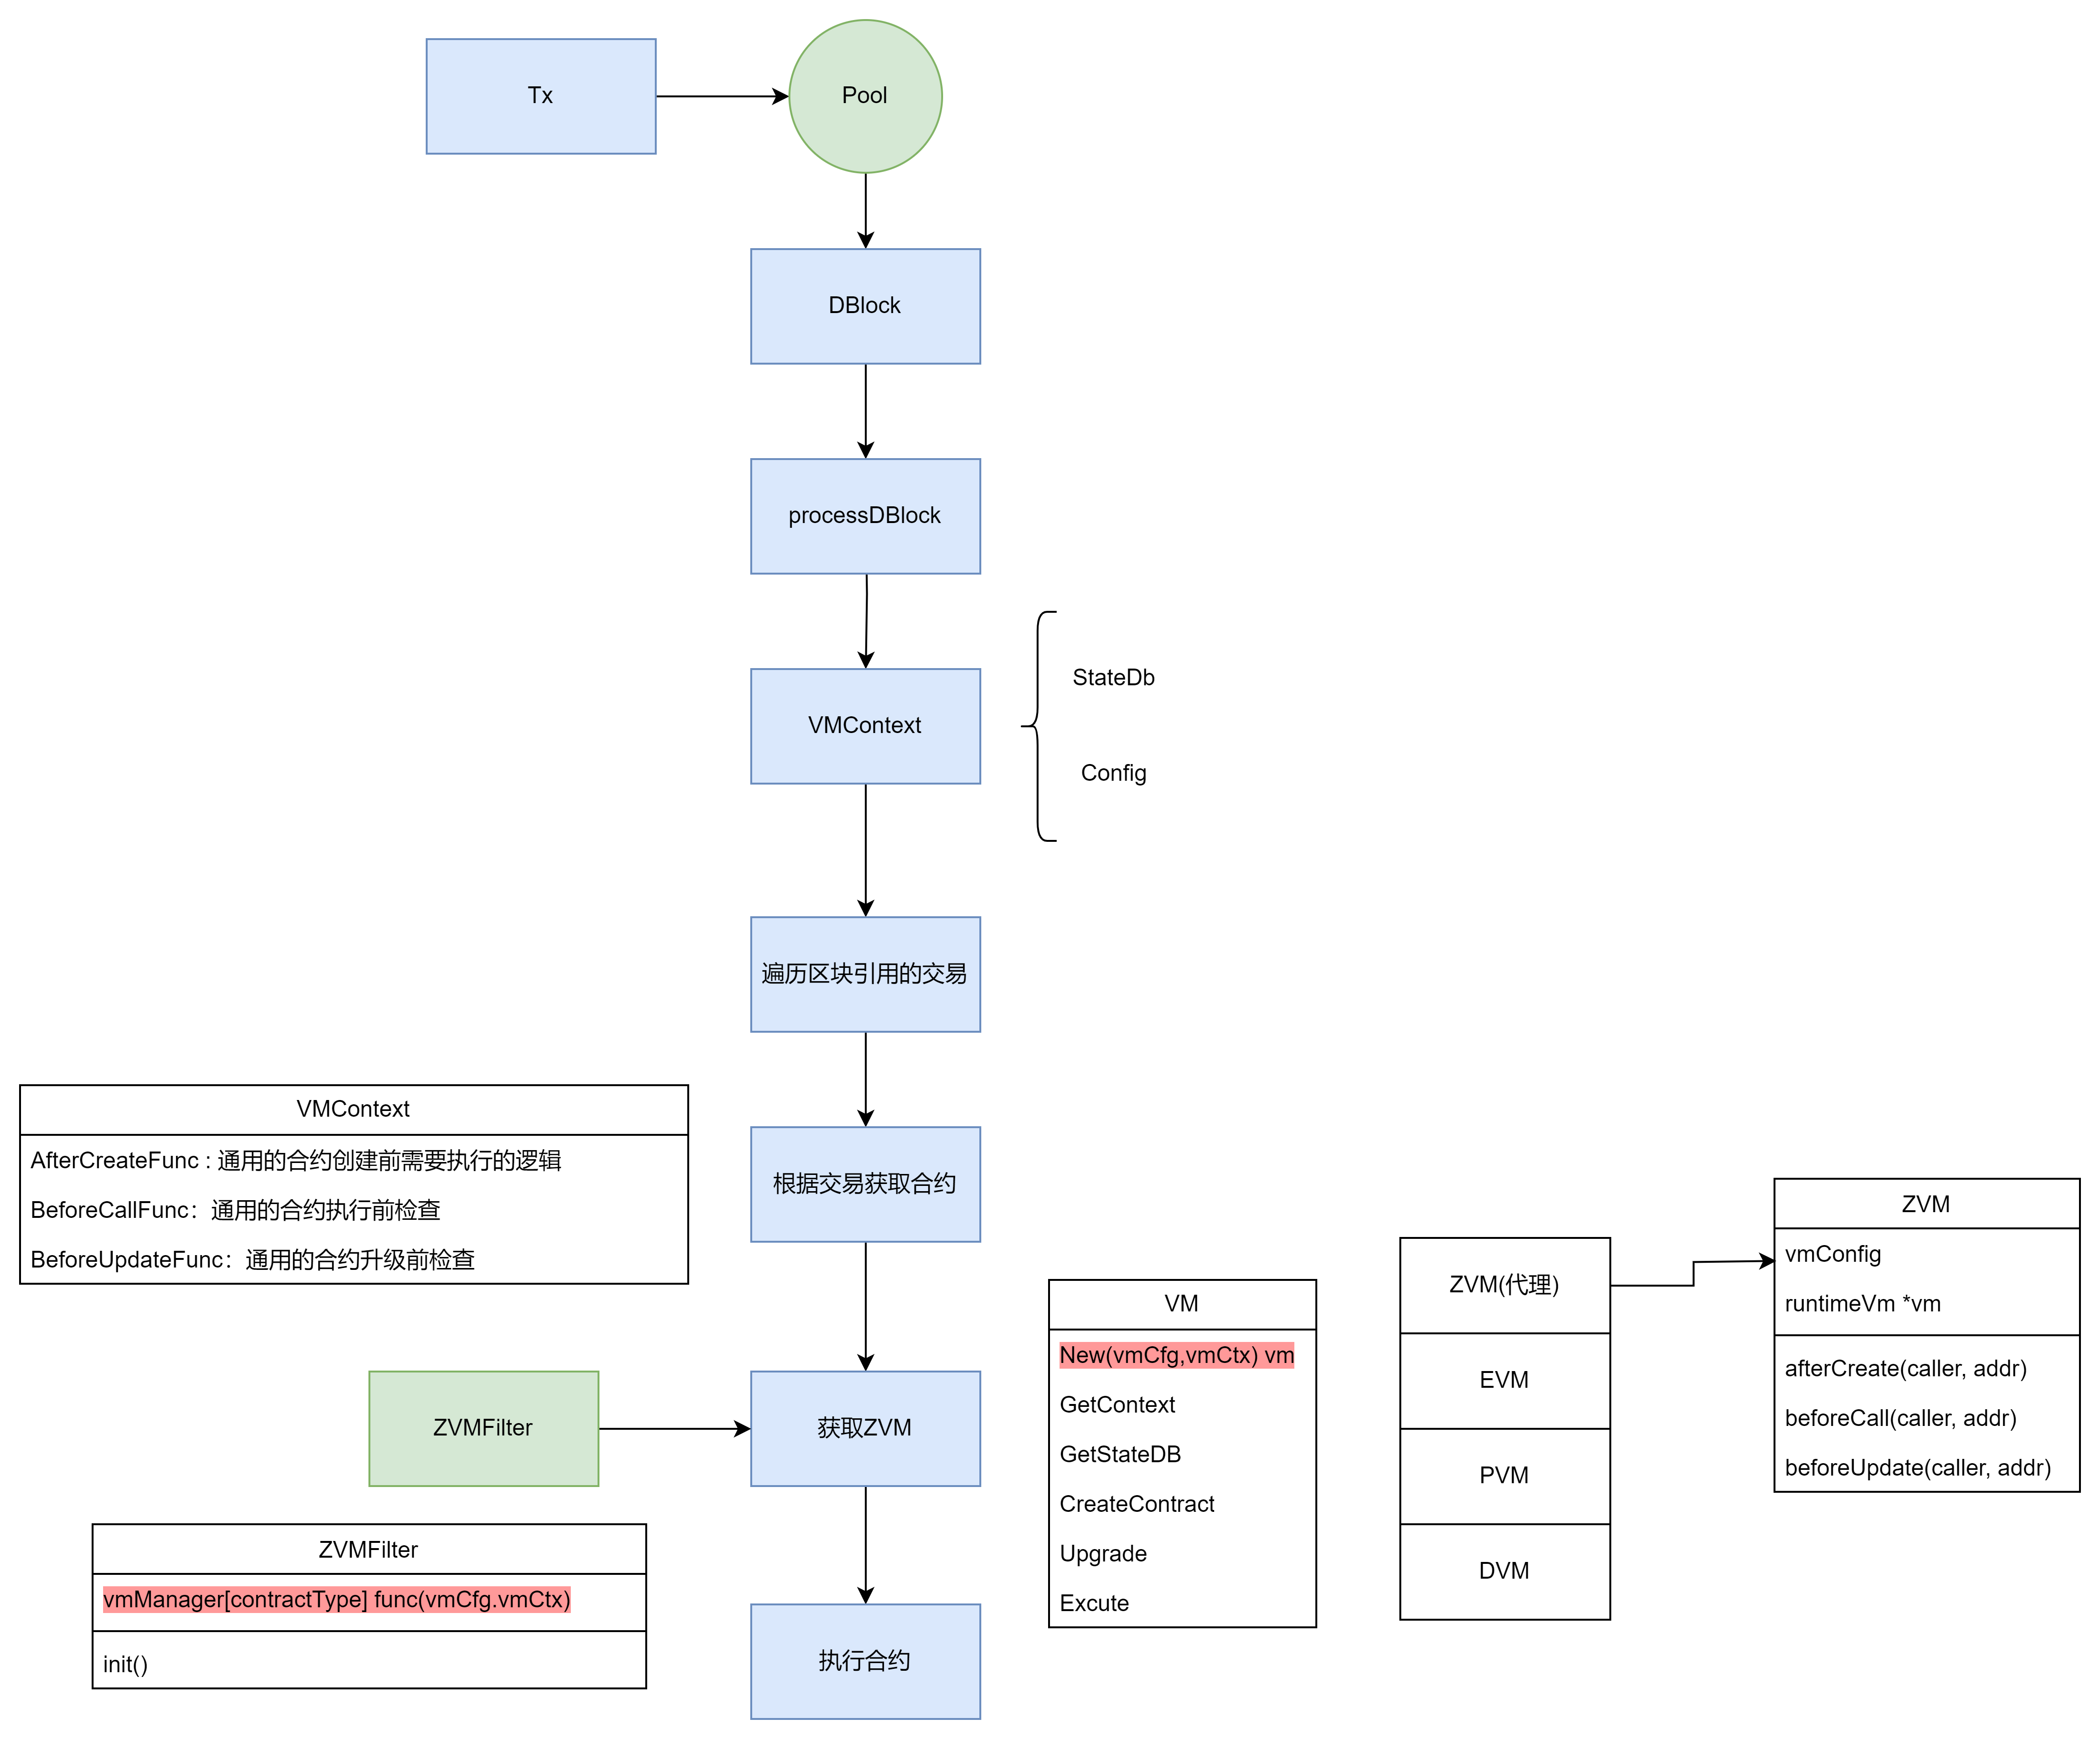 Tx
Pool
DBlock
processDBlock
VMContext
StateDb
Config
遍历区块引用的交易
根据交易获取合约
VMContext
AfterCreateFunc : 通用的合约创建前需要执行的逻辑
BeforeCallFunc：通用的合约执行前检查
BeforeUpdateFunc：通用的合约升级前检查
ZVMFilter
获取ZVM
ZVMFilter
vmManager[contractType] func(vmCfg.vmCtx)
init()
执行合约
VM
New(vmCfg,vmCtx) vm
GetContext
GetStateDB
CreateContract
Upgrade
Excute
ZVM(代理)
EVM
PVM
DVM
ZVM
vmConfig
runtimeVm *vm
afterCreate(caller, addr)
beforeCall(caller, addr)
beforeUpdate(caller, addr)